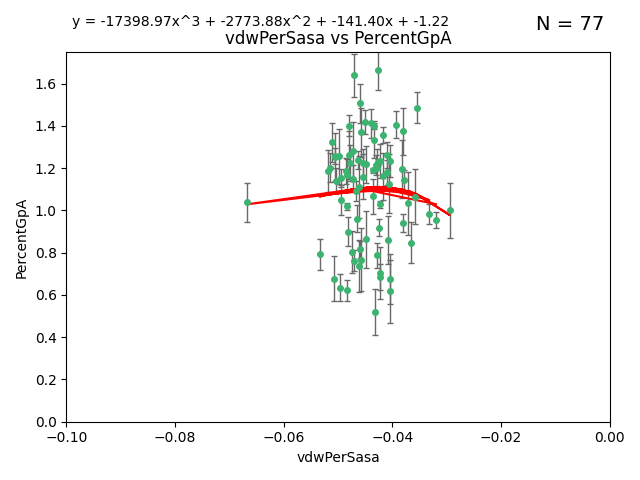 y = -17398.97x^3 + -2773.88x^2 + -141.40x + -1.22
N = 77
vdwPerSasa vs PercentGpA
1.6
1.4
1.2
1.0
0.8
0.6
0.4
0.2
0.0
PercentGpA
−0.10 −0.08 −0.06 −0.04 −0.02 0.00
vdwPerSasa